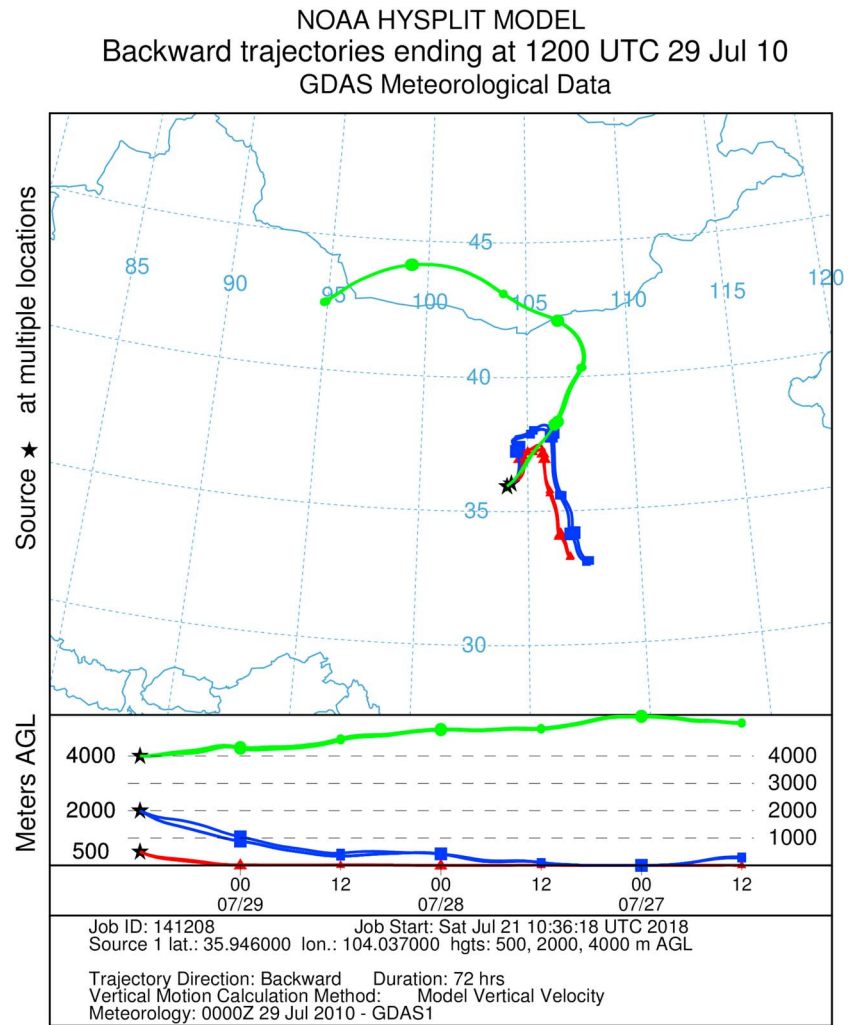 NOAA HYSPLIT MODEL
Backward trajectories ending at 1200 UTC 29 Jul 10
GDAS Meteorological Data
Source ★ at multiple locations
45
85
90
95
100
105
110
115
120
40
35
30
Meters AGL
4000
4000
3000
2000
2000
1000
500
00
12
00
12
00
12
07/29
07/28
07/27
Job ID: 141208 Job Start: Sat Jul 21 10:36:18 UTC 2018
Source 1 lat.: 35.946000 lon.: 104.037000 hgts: 500, 2000, 4000 m AGL
Trajectory Direction: Backward Duration: 72 hrs
Vertical Motion Calculation Method: Model Vertical Velocity
Meteorology: 0000Z 29 Jul 2010 - GDAS1